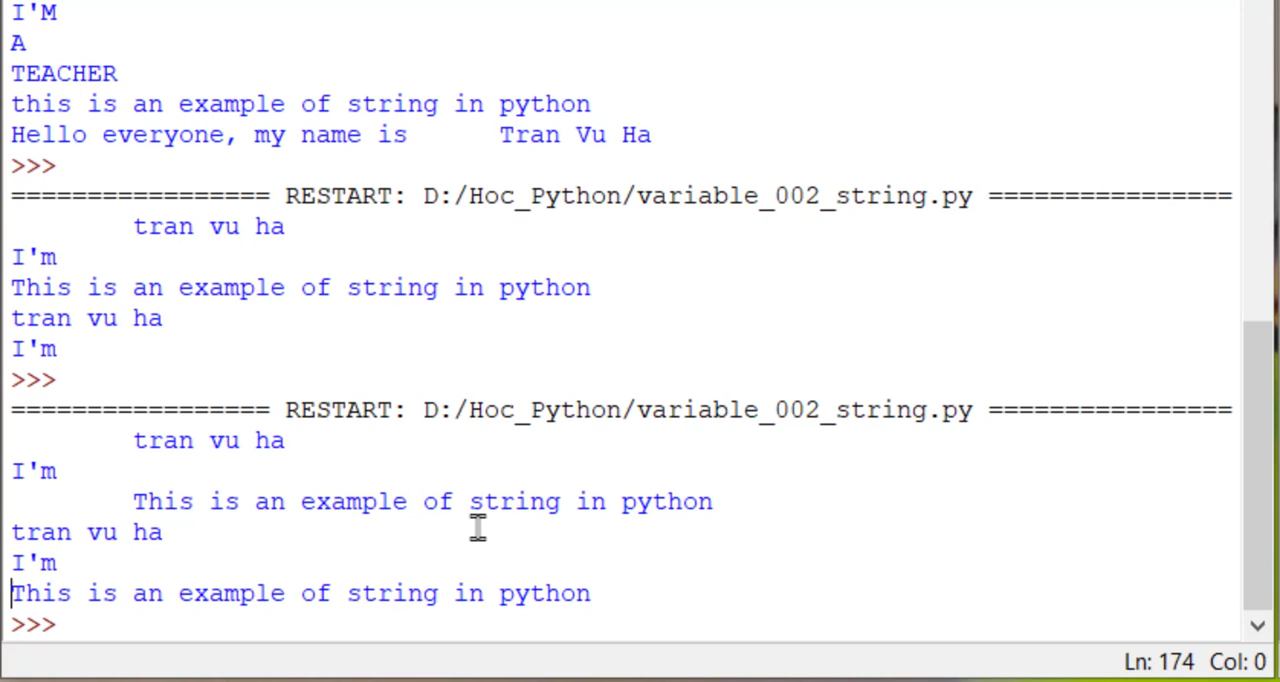 I'M
A
TEACHER
this is an example of string in python
Hello everyone, my name is      Tran Vu Ha
>>>
================= RESTART: D:/Hoc_Python/variable_002_string.py ================
        tran vu ha
I'm
This is an example of string in python
tran vu ha
I'm
>>>
================= RESTART: D:/Hoc_Python/variable_002_string.py ================
        tran vu ha
I'm
        This is an example of string in python
tran vu ha
I'm
This is an example of string in python
>>>
Ln: 174 Col: 0